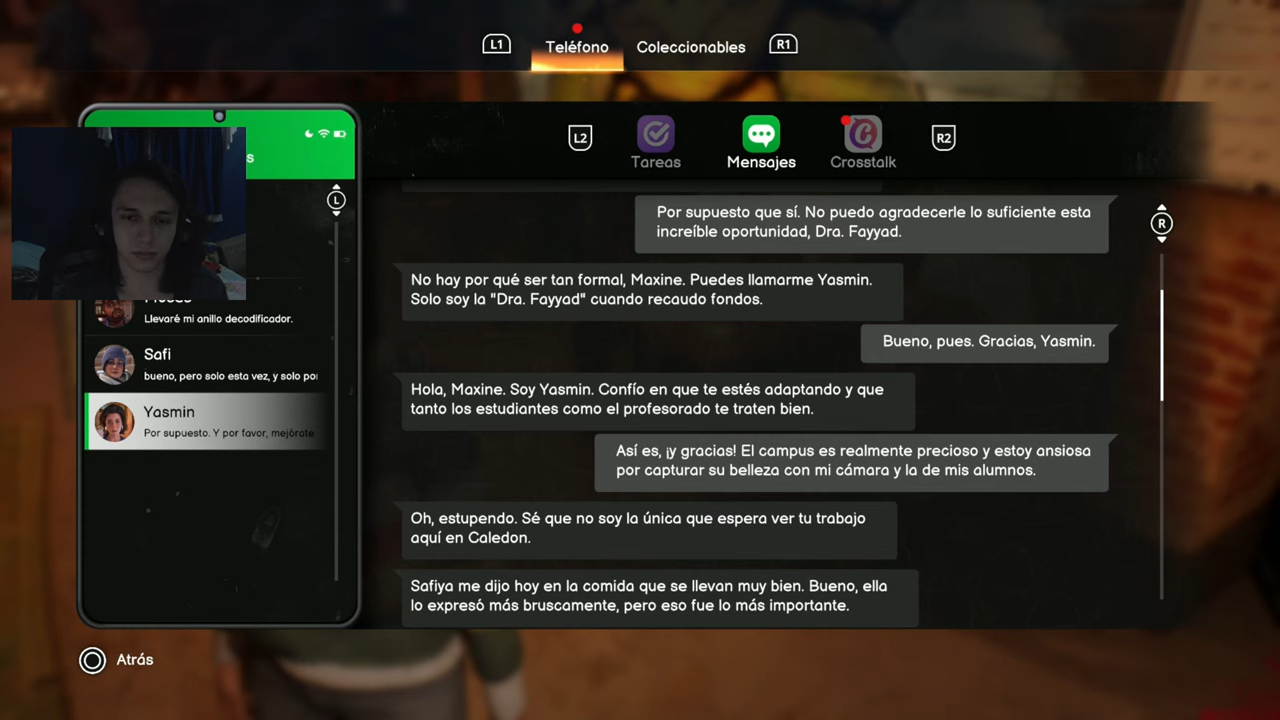 L1
Teléfono
Coleccionables
R1
L2
Tareas
Mensajes
Crosstalk
R2
L
Llevaré mi anillo decodificador.
Safi
bueno, pero solo esta vez, y solo
Yasmin
Por supuesto. Y por favor, mejórate
Por supuesto que sí. No puedo agradecerle lo suficiente esta
increíble oportunidad, Dra. Fayyad.
R
No hay por qué ser tan formal, Maxine. Puedes llamarme Yasmin.
Solo soy la "Dra. Fayyad" cuando recaudo fondos.
Bueno, pues. Gracias, Yasmin.
Hola, Maxine. Soy Yasmin. Confío en que te estés adaptando y que
tanto los estudiantes como el profesorado te traten bien.
Así es, ¡y gracias! El campus es realmente precioso y estoy ansiosa
por capturar su belleza con mi cámara y la de mis alumnos.
Oh, estupendo. Sé que no soy la única que espera ver tu trabajo
aquí en Caledon.
Safiya me dijo hoy en la comida que se llevan muy bien. Bueno, ella
lo expresó más bruscamente, pero eso fue lo más importante.
Atrás